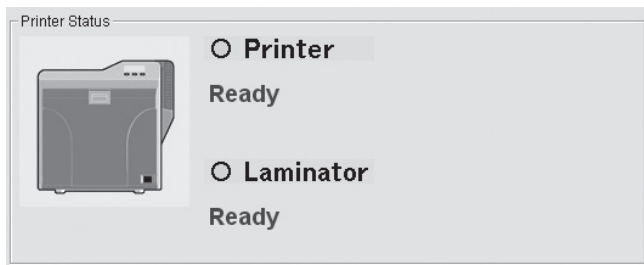 Printer Status
Printer
Ready
Laminator
Ready